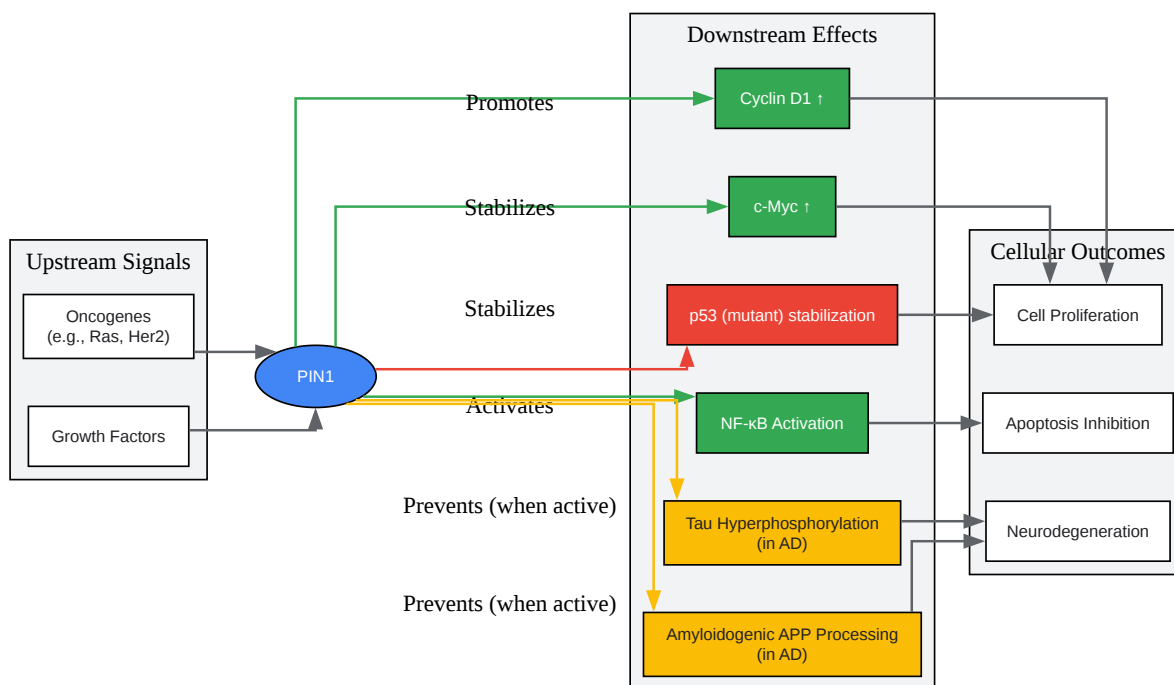 Downstream Effects
Promotes
Cyclin D1 ↑
Stabilizes
c-Myc ↑
Upstream Signals
Oncogenes
(e.g., Ras, Her2)
Growth Factors
PIN1
Stabilizes
p53 (mutant) stabilization
Activates
NF-κB Activation
Prevents (when active)
Tau Hyperphosphorylation
(in AD)
Prevents (when active)
Amyloidogenic APP Processing
(in AD)
Cellular Outcomes
Cell Proliferation
Apoptosis Inhibition
Neurodegeneration